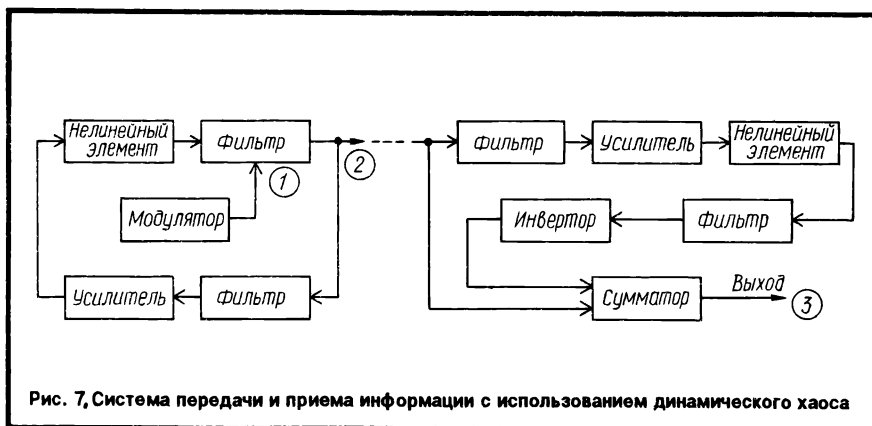 Нелинейный
элемент
Фильтр
1
2
Модулятор
Усилитель
Фильтр
Фильтр
Усилитель
Нелинейный
элемент
Инвертор
Фильтр
Сумматор
Выход
3
Рис. 7, Система передачи и приема информации с использованием динамического хаоса